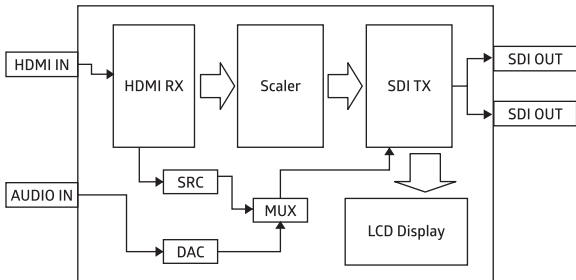 HDMI IN
HDMI RX
Scaler
SDI TX
SDI OUT
SDI OUT
AUDIO IN
SRC
MUX
DAC
LCD Display